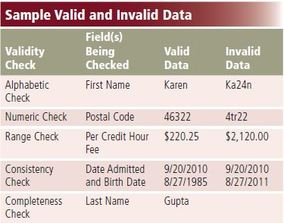 Sample Valid and Invalid Data
Validity Check Field(s) Being Checked Valid Data Invalid Data
Alphabetic Check First Name Karen Ka24n
Numeric Check Postal Code 46322 4tr22
Range Check Per Credit Hour Fee $220.25 $2,120.00
Consistency Check Date Admitted and Birth Date 9/20/2010 8/27/1985 9/20/2010 8/27/2011
Completeness Check Last Name Gupta